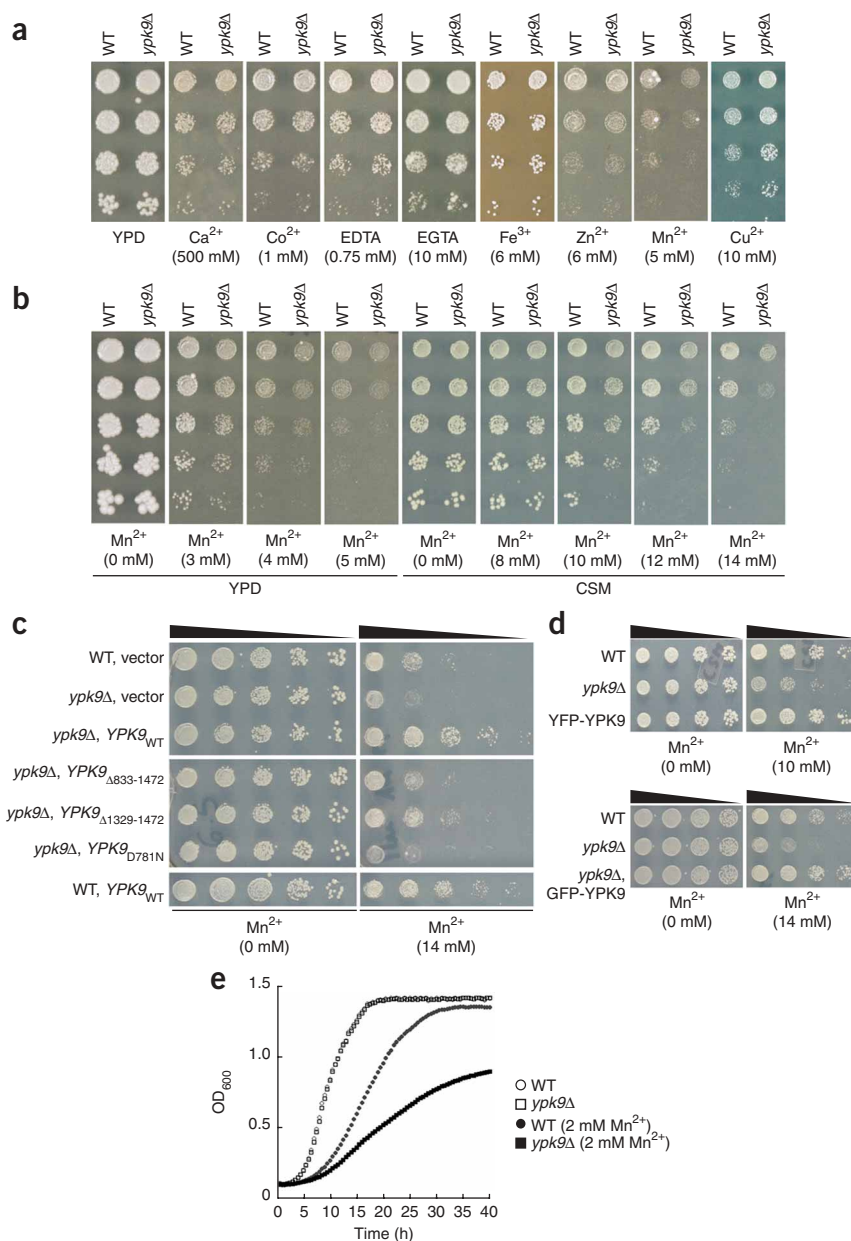 a
WT ypk9Δ WT ypk9Δ WT ypk9Δ WT ypk9Δ WT ypk9Δ WT ypk9Δ WT ypk9Δ WT ypk9Δ WT ypk9Δ
YPD Ca2+ (500 mM) Co2+ (1 mM) EDTA (0.75 mM) EGTA (10 mM) Fe3+ (6 mM) Zn2+ (6 mM) Mn2+ (5 mM) Cu2+ (10 mM)
b
WT ypk9Δ WT ypk9Δ WT ypk9Δ WT ypk9Δ WT ypk9Δ WT ypk9Δ WT ypk9Δ WT ypk9Δ WT ypk9Δ
Mn2+ Mn2+ Mn2+ Mn2+ Mn2+ Mn2+ Mn2+ Mn2+ Mn2+
(0 mM) (3 mM) (4 mM) (5 mM) (0 mM) (8 mM) (10 mM) (12 mM) (14 mM)
YPD CSM
c
WT, vector
ypk9Δ, vector
ypk9Δ, YPK9WT
ypk9Δ, YPK9Δ833-1472
ypk9Δ, YPK9Δ1329-1472
ypk9Δ, YPK9D781N
WT, YPK9WT
Mn2+ Mn2+
(0 mM) (14 mM)
d
WT
ypk9Δ
YFP-YPK9
Mn2+ Mn2+
(0 mM) (10 mM)
WT
ypk9Δ
ypk9Δ,
GFP-YPK9
Mn2+ Mn2+
(0 mM) (14 mM)
e
1.5
1.0
0.5
0
OD600
0 5 10 15 20 25 30 35 40
Time (h)
WT
ypk9Δ
WT (2 mM Mn2+)
ypk9Δ (2 mM Mn2+)